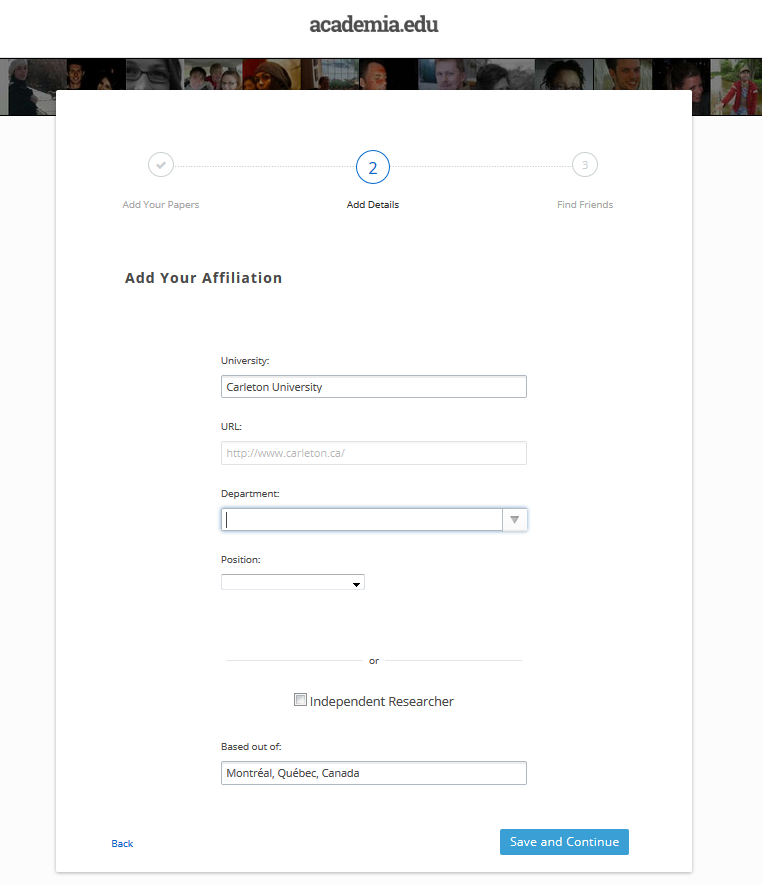 academia.edu
2
3
Add Your Papers
Add Details
Find Friends
Add Your Affiliation
University:
Carleton University
URL:
http://www.carleton.ca/
Department:
Position:
or
Independent Researcher
Based out of:
Montréal, Québec, Canada
Back
Save and Continue